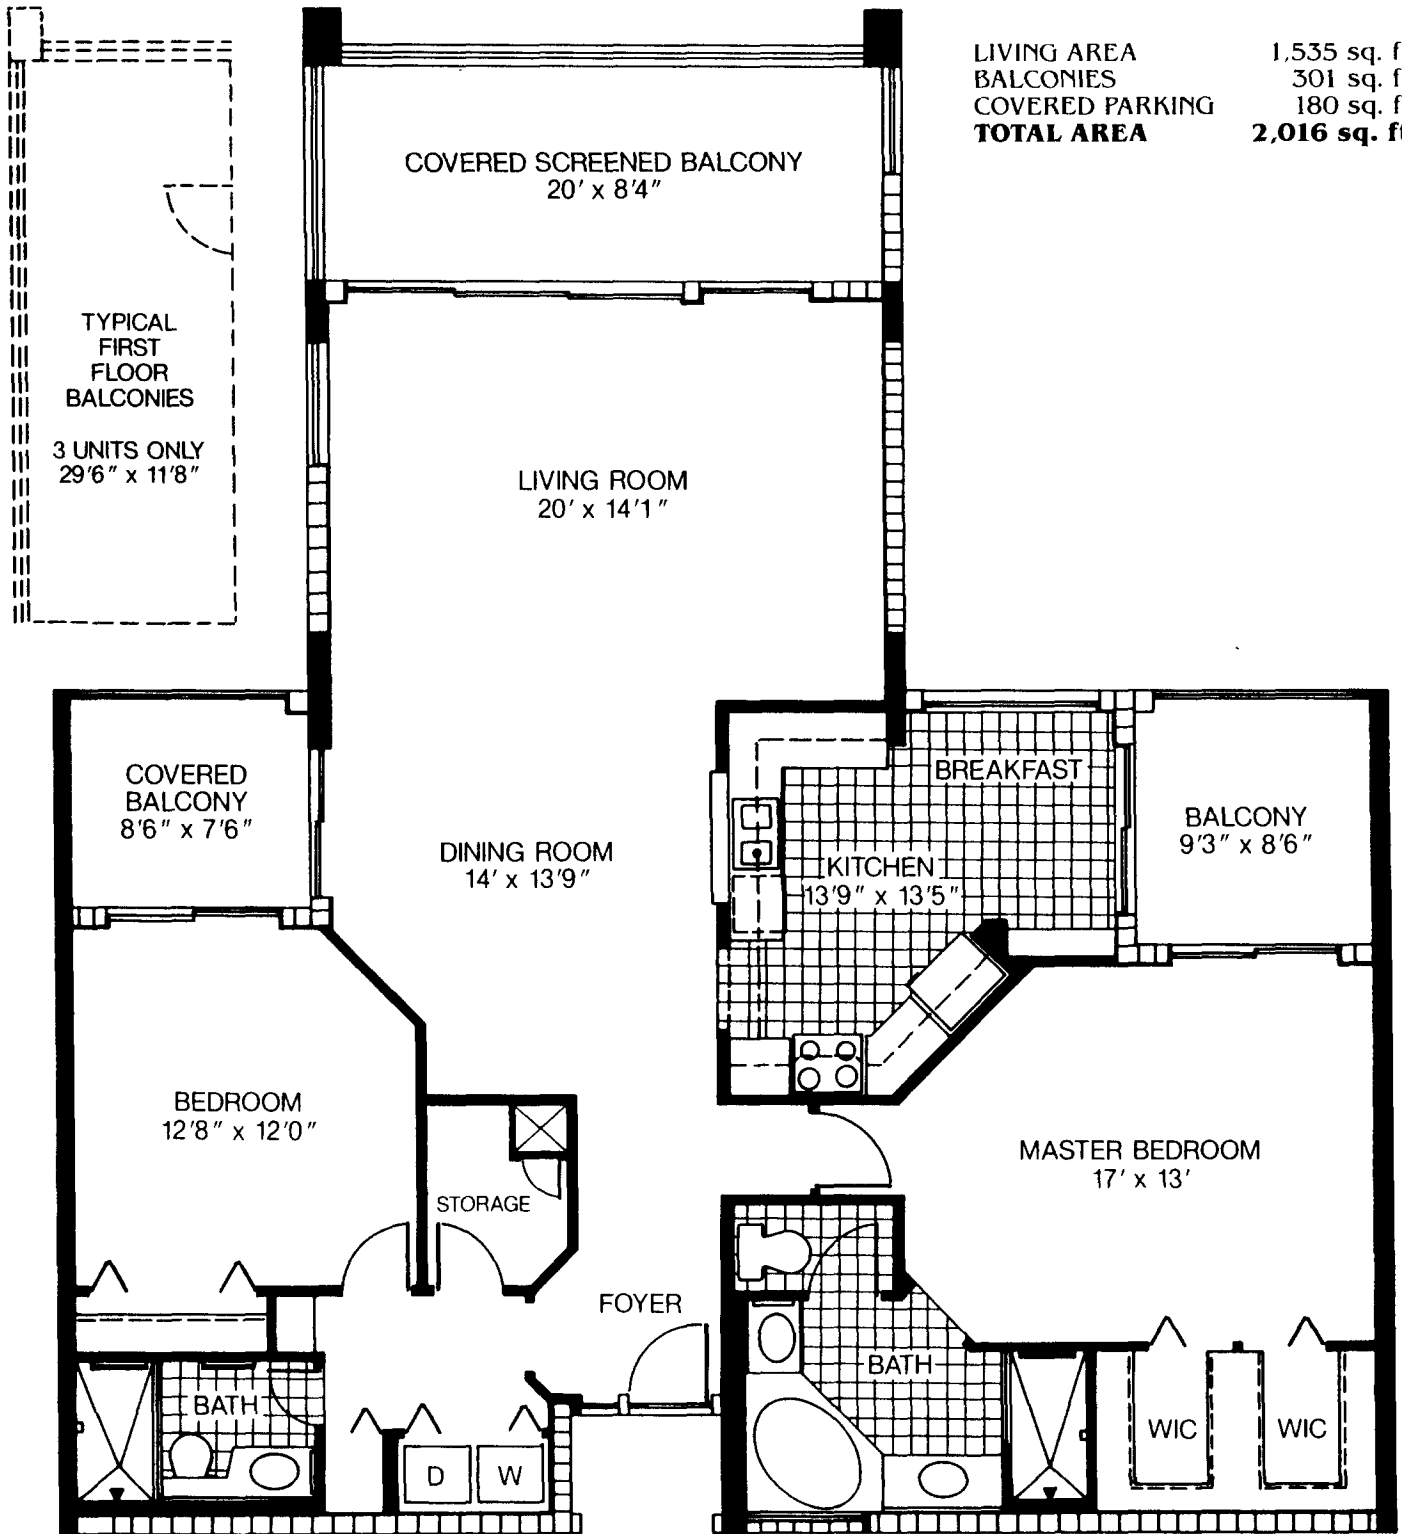 LIVING AREA 1,535 sq. f
BALCONIES 301 sq. f
COVERED PARKING 180 sq. f
TOTAL AREA 2,016 sq. ft
COVERED SCREENED BALCONY
20' x 8'4"
TYPICAL
FIRST
FLOOR
BALCONIES
3 UNITS ONLY
29'6" x 11'8"
LIVING ROOM
20' x 14'1"
COVERED
BALCONY
8'6" x 7'6"
DINING ROOM
14' x 13'9"
BREAKFAST
KITCHEN
13'9" x 13'5"
BALCONY
9'3" x 8'6"
BEDROOM
12'8" x 12'0"
STORAGE
MASTER BEDROOM
17' x 13'
FOYER
BATH
BATH
D
W
WIC
WIC